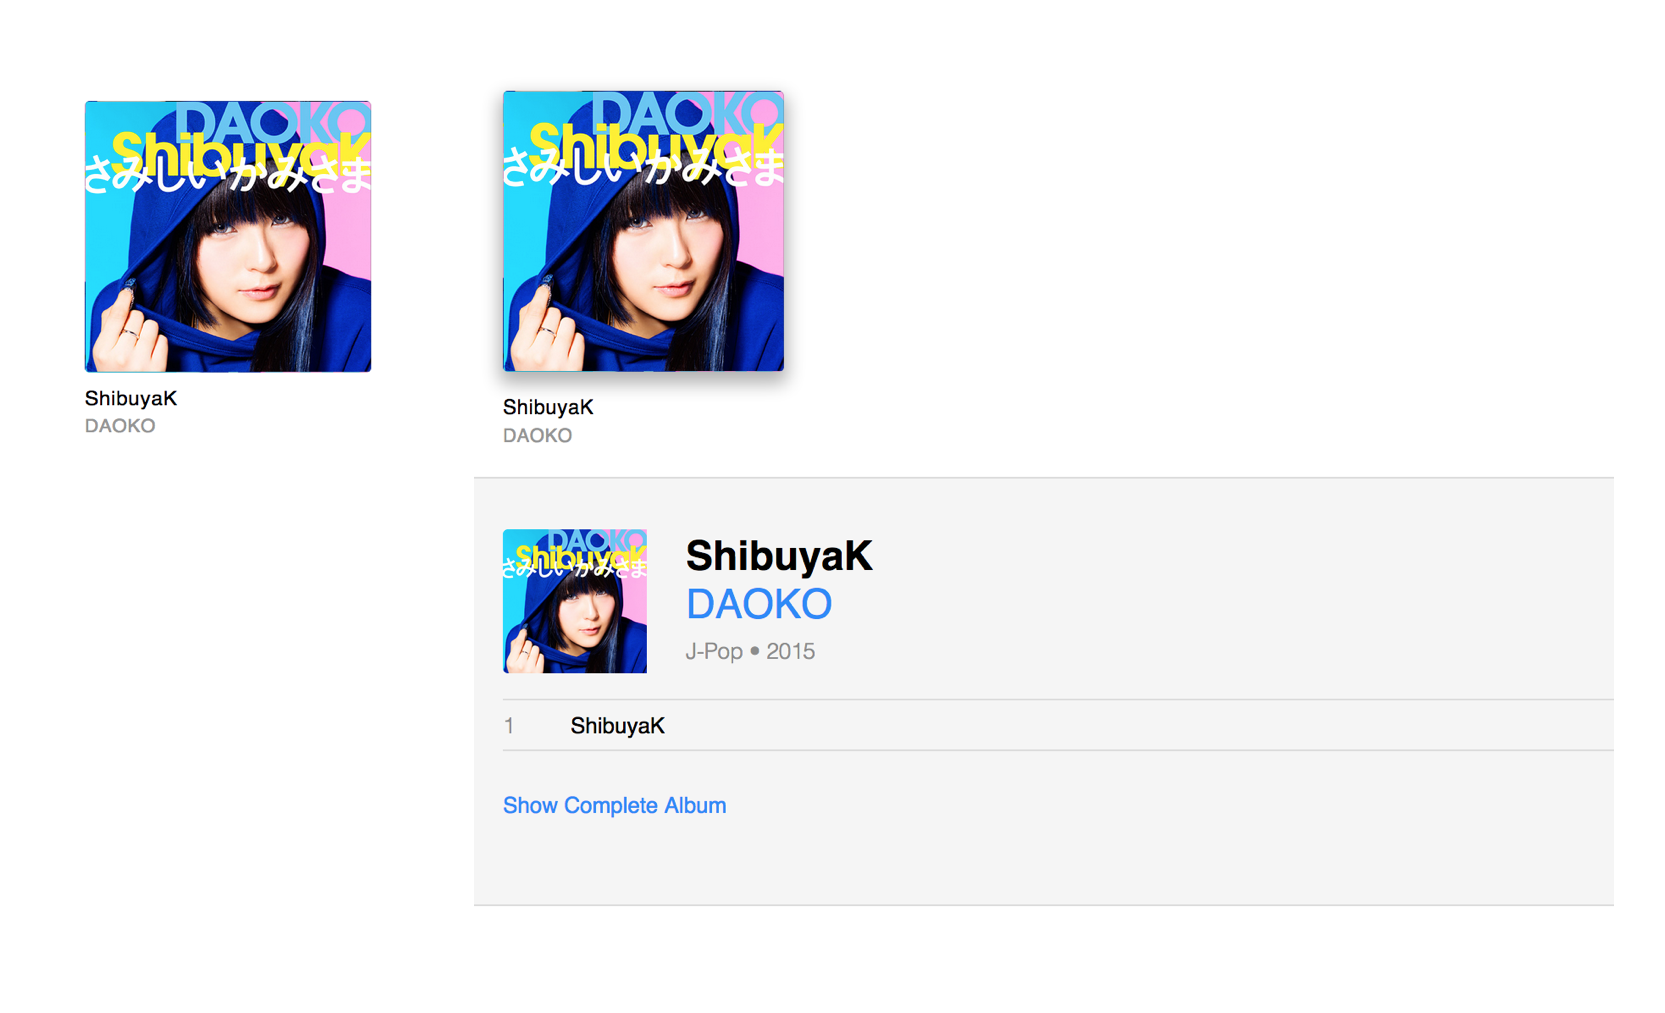 DAOKO
ShibuyaK
さみしいかみさま
ShibuyaK
DAOKO
DAOKO
ShibuyaK
さみしいかみさま
ShibuyaK
DAOKO
DAOKO
ShibuyaK
さみしいかみさま
ShibuyaK
DAOKO
J-Pop • 2015
1 ShibuyaK
Show Complete Album